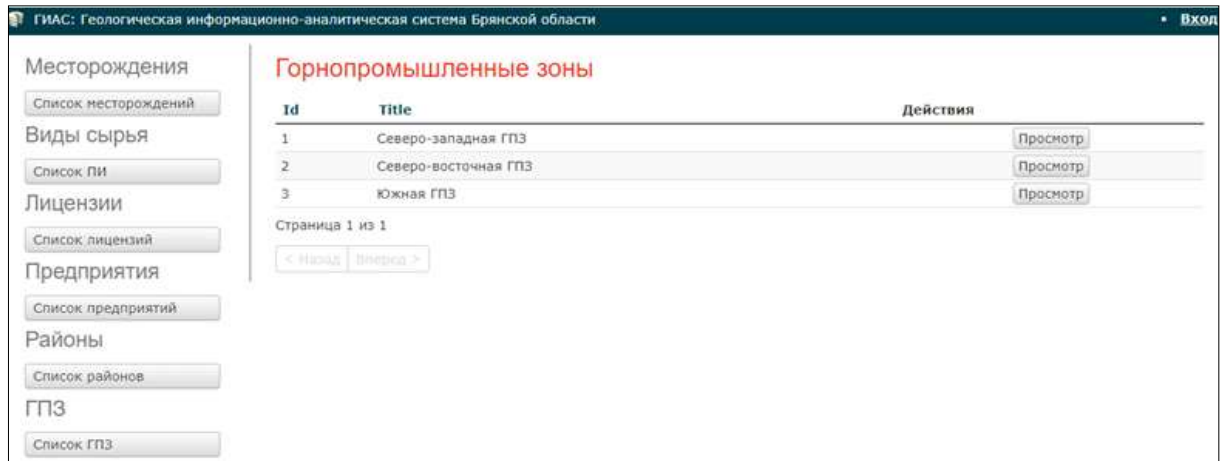 ГИАС: Геологическая информационно-аналитическая система Брянской области
• Вход
Месторождения
Список месторождений
Виды сырья
Список ПИ
Лицензии
Список лицензий
Предприятия
Список предприятий
Районы
Список районов
ГПЗ
Список ГПЗ
Горнопромышленные зоны
Id Title Действия
1 Северо-западная ГПЗ Просмотр
2 Северо-восточная ГПЗ Просмотр
3 Южная ГПЗ Просмотр
Страница 1 из 1
< Назад Вперед >